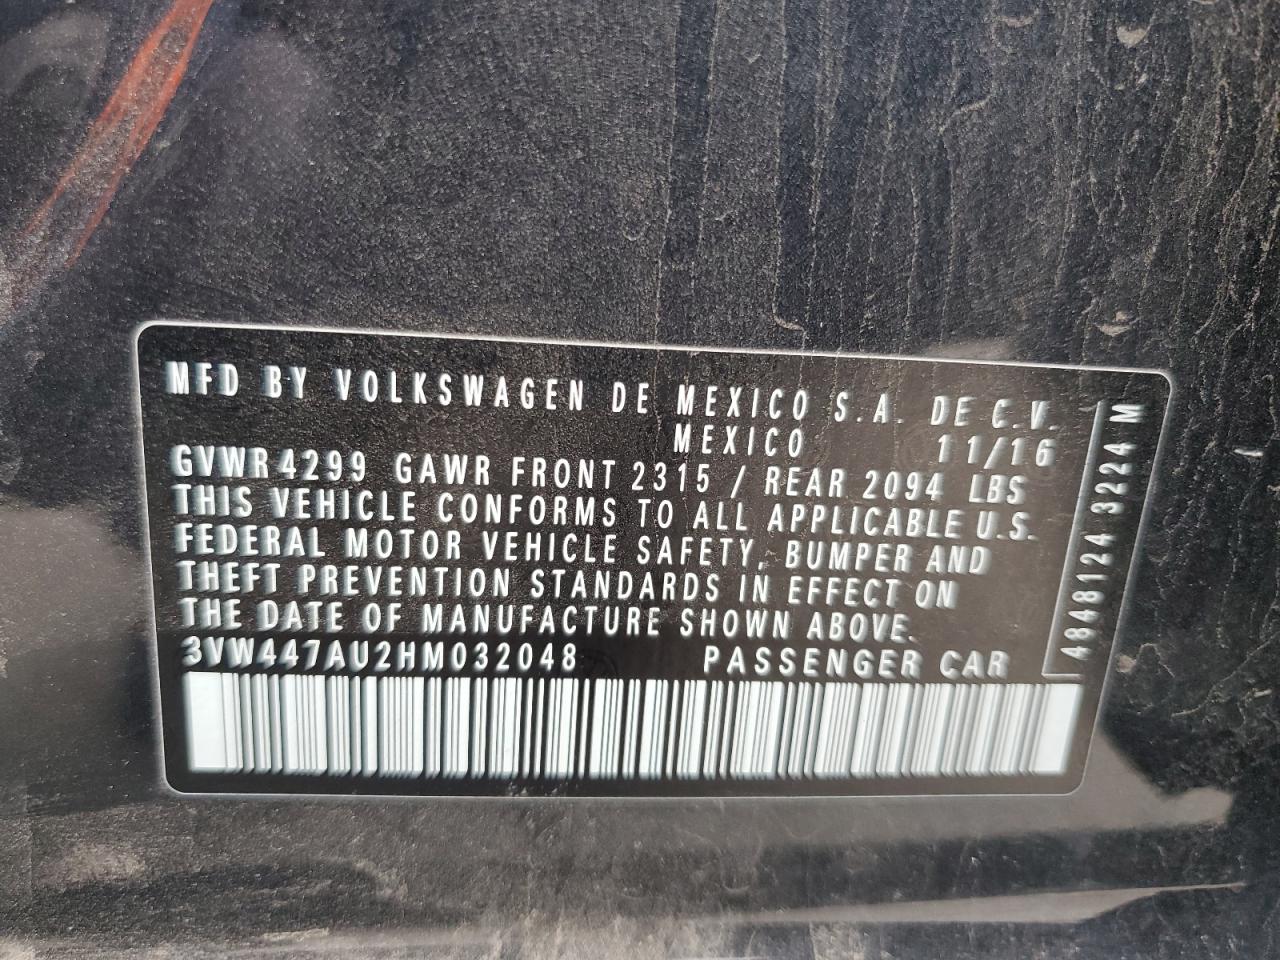 MFD BY VOLKSWAGEN DE MEXICO S.A. DE C.V.
MEXICO 11/16
GVWR 4299 GAWR FRONT 2315 / REAR 2094 LBS
THIS VEHICLE CONFORMS TO ALL APPLICABLE U.S.
FEDERAL MOTOR VEHICLE SAFETY, BUMPER AND
THEFT PREVENTION STANDARDS IN EFFECT ON
THE DATE OF MANUFACTURE SHOWN ABOVE.
3VW447AU2HM032048 PASSENGER CAR
4848124 3224 M